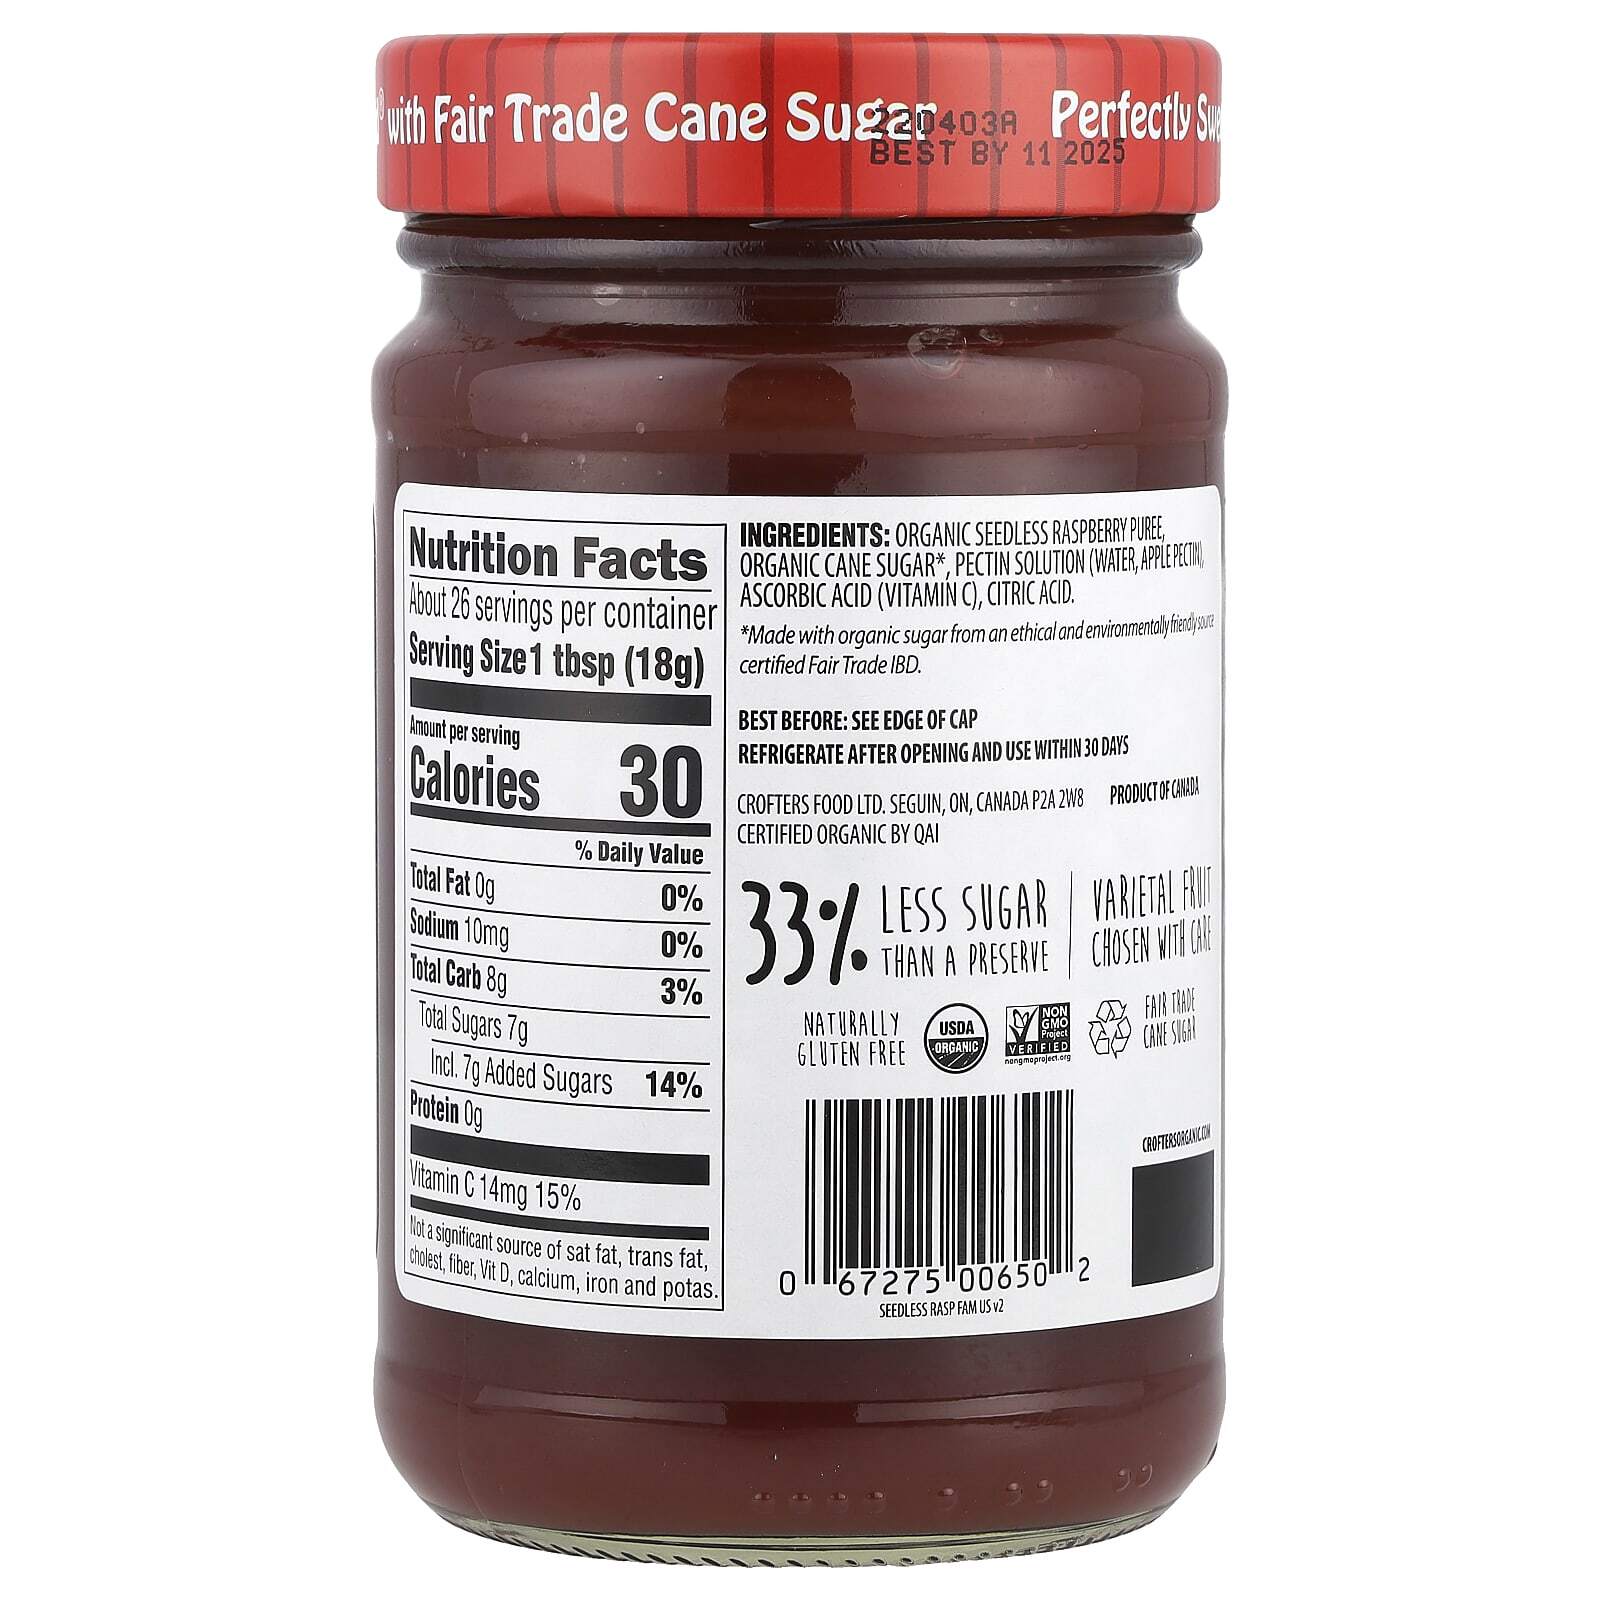 with Fair Trade Cane Sugar
Perfectly
220403A
BEST BY 11 2025
Nutrition Facts
About 26 servings per container
Serving Size 1 tbsp (18g)
Amount per serving
Calories 30
% Daily Value
Total Fat 0g 0%
Sodium 10mg 0%
Total Carb 8g 3%
Total Sugars 7g
Incl. 7g Added Sugars 14%
Protein 0g
Vitamin C 14mg 15%
Not a significant source of sat fat, trans fat,
cholest, fiber, Vit D, calcium, iron and potas.
INGREDIENTS: ORGANIC SEEDLESS RASPBERRY PUREE,
ORGANIC CANE SUGAR*, PECTIN SOLUTION (WATER, APPLE PECTIN),
ASCORBIC ACID (VITAMIN C), CITRIC ACID.
*Made with organic sugar from an ethical and environmentally friendly source
certified Fair Trade IBD.
BEST BEFORE: SEE EDGE OF CAP
REFRIGERATE AFTER OPENING AND USE WITHIN 30 DAYS
CROFTERS FOOD LTD. SEGUIN, ON, CANADA P2A 2W8
PRODUCT OF CANADA
CERTIFIED ORGANIC BY QAI
33% LESS SUGAR
THAN A PRESERVE
VARIETAL FRUIT
CHOSEN WITH CARE
NATURALLY
GLUTEN FREE
USDA
ORGANIC
NON
GMO
Project
VERIFIED
nongmoproject.org
FAIR TRADE
CANE SUGAR
CROFTERSORGANIC.COM
0 67275 00650 2
SEEDLESS RASP FAM US v2